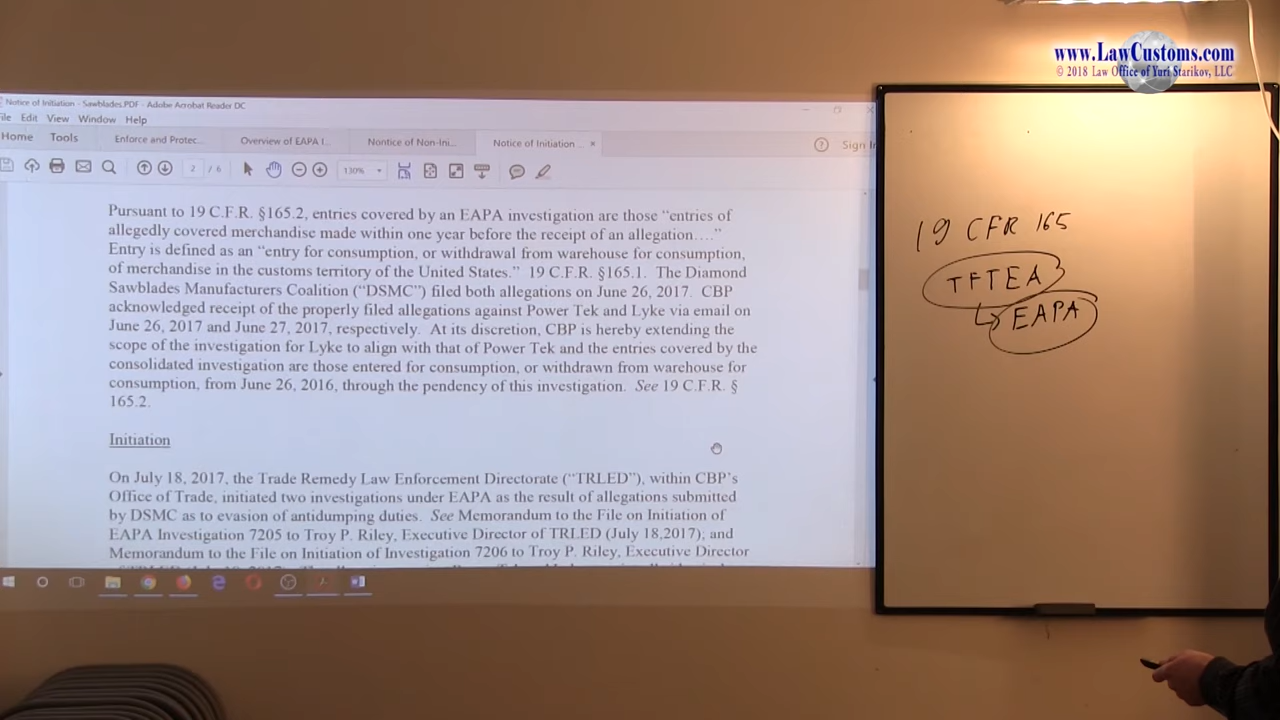 www.LawCustoms.com
© 2018 Law Office of Yuri Starikov, LLC
Notice of Initiation - Sawblades.PDF - Adobe Acrobat Reader DC
File Edit View Window Help
Home Tools Enforce and Protec... Overview of EAPA I... Nontice of Non-Ini... Notice of Initiation ... × Sign In
2 / 6 130%
Pursuant to 19 C.F.R. §165.2, entries covered by an EAPA investigation are those “entries of
allegedly covered merchandise made within one year before the receipt of an allegation….”
Entry is defined as an “entry for consumption, or withdrawal from warehouse for consumption,
of merchandise in the customs territory of the United States.” 19 C.F.R. §165.1. The Diamond
Sawblades Manufacturers Coalition (“DSMC”) filed both allegations on June 26, 2017. CBP
acknowledged receipt of the properly filed allegations against Power Tek and Lyke via email on
June 26, 2017 and June 27, 2017, respectively. At its discretion, CBP is hereby extending the
scope of the investigation for Lyke to align with that of Power Tek and the entries covered by the
consolidated investigation are those entered for consumption, or withdrawn from warehouse for
consumption, from June 26, 2016, through the pendency of this investigation. See 19 C.F.R. §
165.2.
Initiation
On July 18, 2017, the Trade Remedy Law Enforcement Directorate (“TRLED”), within CBP’s
Office of Trade, initiated two investigations under EAPA as the result of allegations submitted
by DSMC as to evasion of antidumping duties. See Memorandum to the File on Initiation of
EAPA Investigation 7205 to Troy P. Riley, Executive Director of TRLED (July 18,2017); and
Memorandum to the File on Initiation of Investigation 7206 to Troy P. Riley, Executive Director
19 CFR 165
TFTEA
EAPA